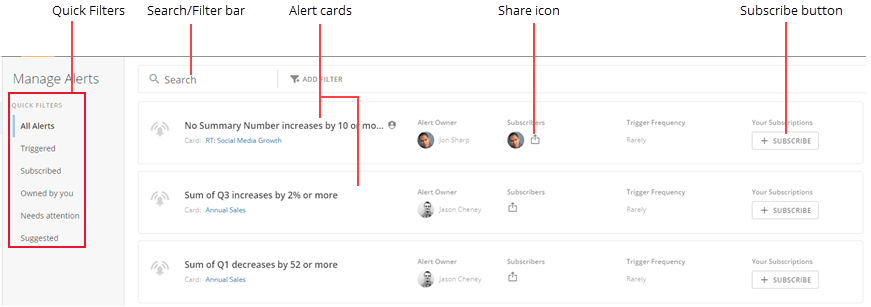 Quick Filters Search/Filter bar Alert cards Share icon Subscribe button
Manage Alerts
Search ADD FILTER
QUICK FILTERS
All Alerts
Triggered
Subscribed
Owned by you
Needs attention
Suggested
No Summary Number increases by 10 or mo...
Card: RT: Social Media Growth
Alert Owner
Jon Sharp
Subscribers
Trigger Frequency
Rarely
Your Subscriptions
+ SUBSCRIBE
Sum of Q3 increases by 2% or more
Card: Annual Sales
Alert Owner
Jason Cheney
Subscribers
Trigger Frequency
Rarely
Your Subscriptions
+ SUBSCRIBE
Sum of Q1 decreases by 52 or more
Card: Annual Sales
Alert Owner
Jason Cheney
Subscribers
Trigger Frequency
Rarely
Your Subscriptions
+ SUBSCRIBE